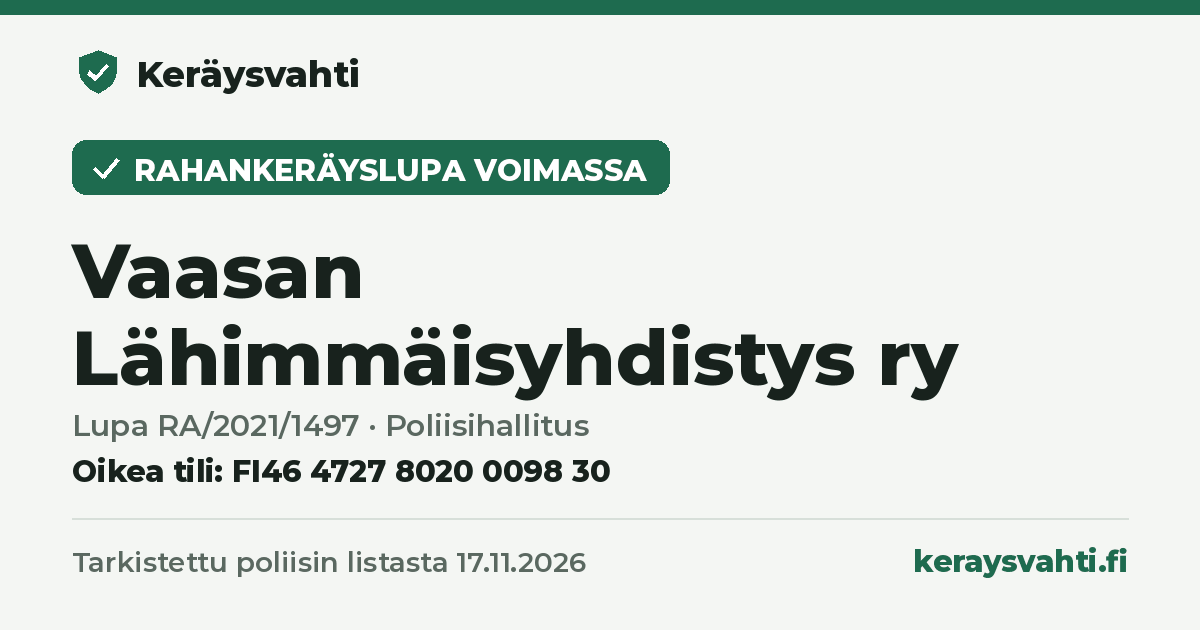 Keräysvahti
RAHANKERÄYSLUPA VOIMASSA
Vaasan
Lähimmäisyhdistys ry
Lupa RA/2021/1497 · Poliisihallitus
Oikea tili: FI46 4727 8020 0098 30
Tarkistettu poliisin listasta 17.11.2026
keraysvahti.fi